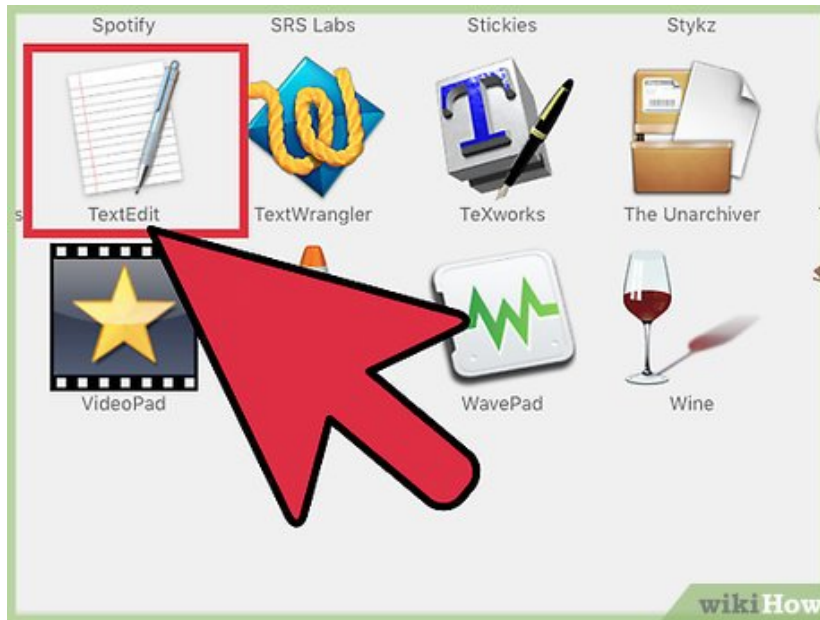 Spotify SRS Labs Stickies Stykz
s TextEdit TextWrangler TeXworks The Unarchiver
VideoPad WavePad Wine
wikiHow